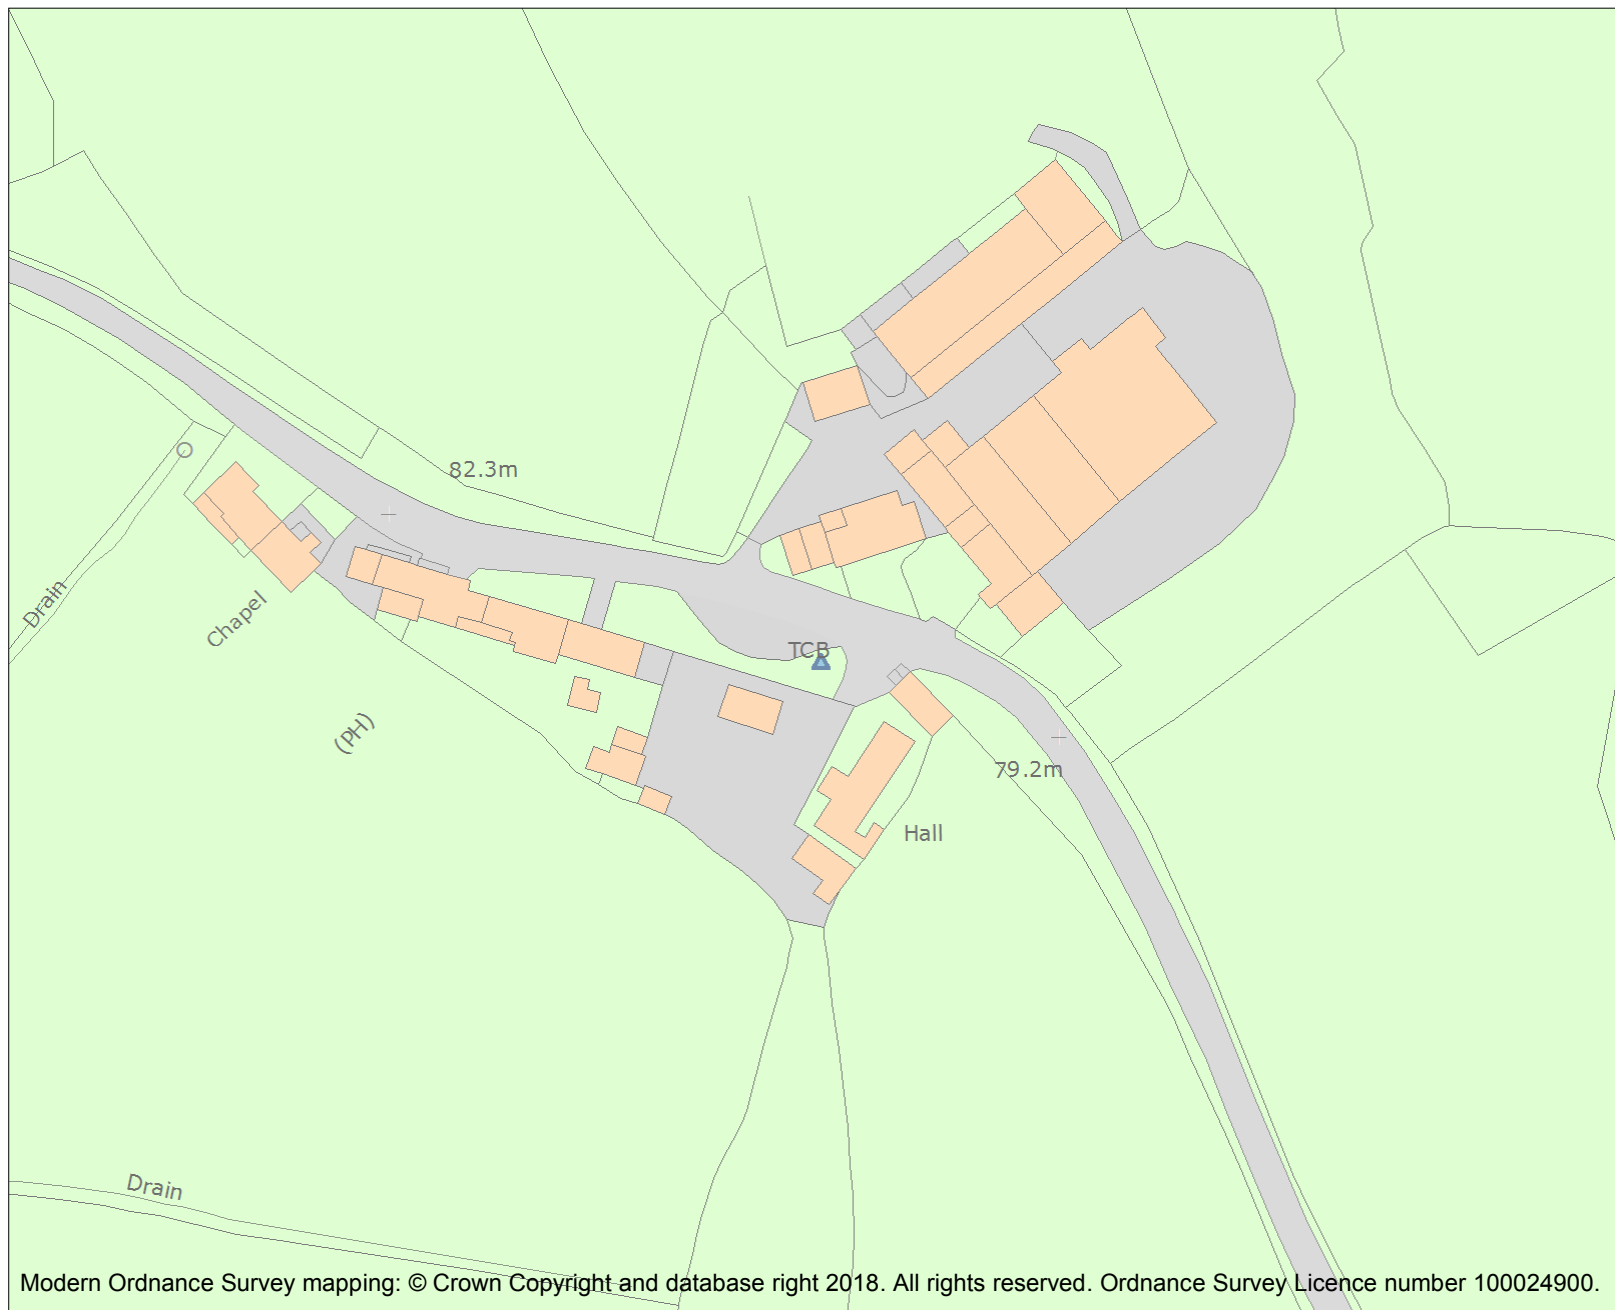 82.3m
Drain
Chapel
TCB
(PH)
79.2m
Hall
Drain
Modern Ordnance Survey mapping: © Crown Copyright and database right 2018. All rights reserved. Ordnance Survey Licence number 100024900.